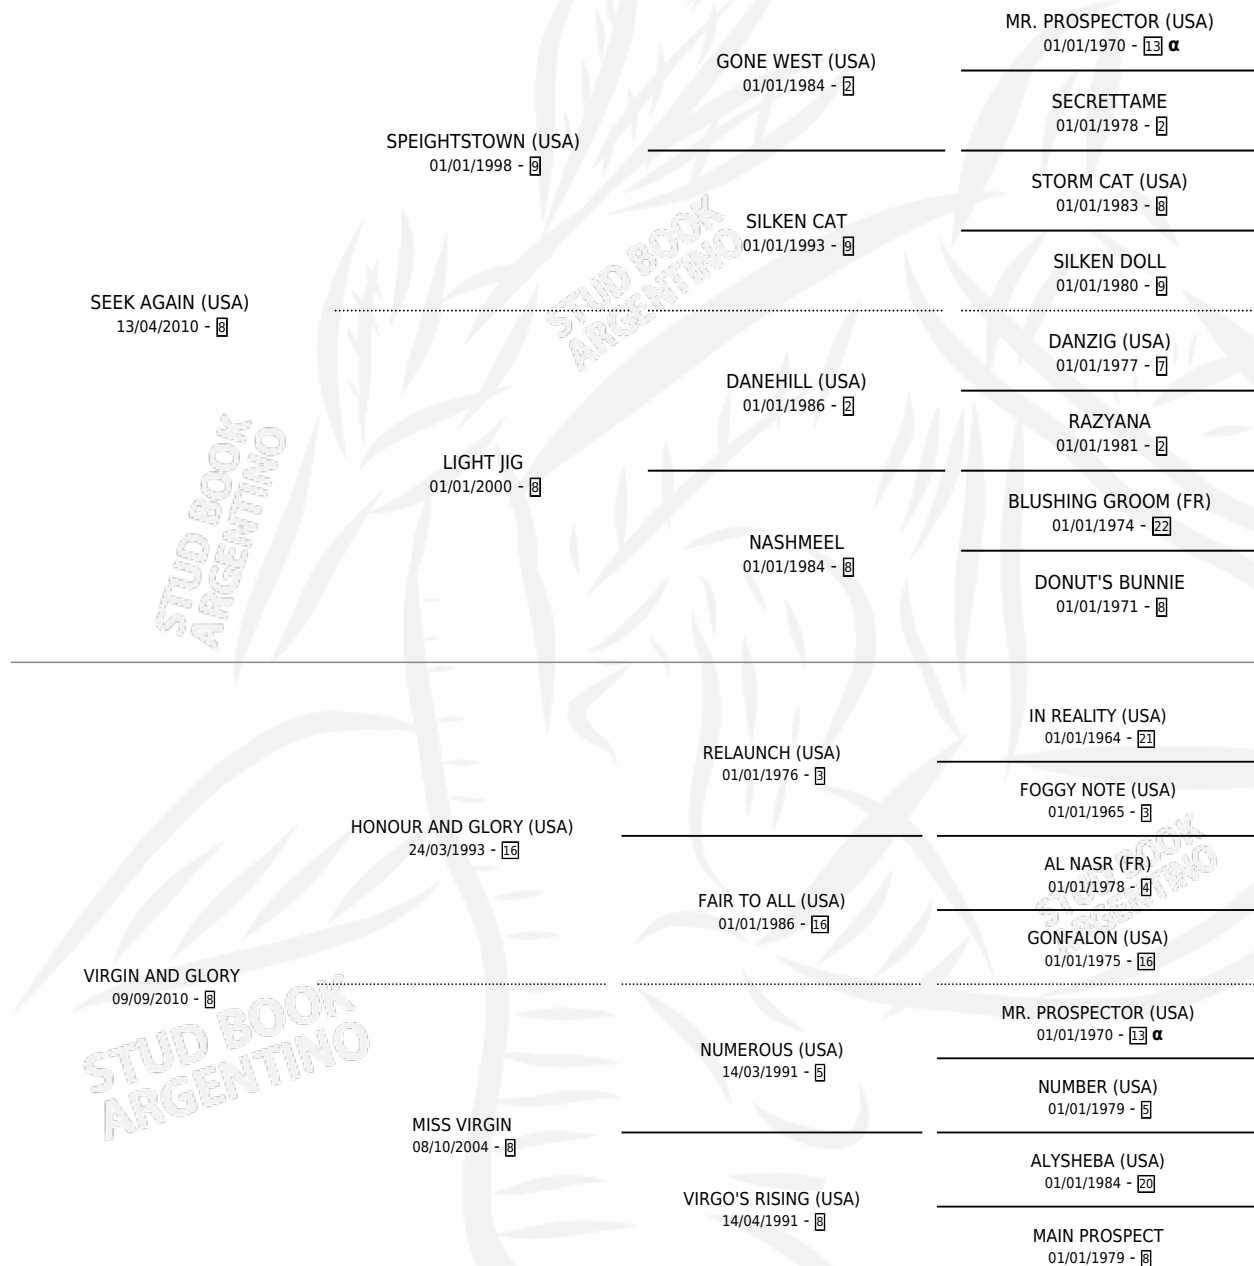 MR. PROSPECTOR (USA)
01/01/1970 - 13 α
GONE WEST (USA)
01/01/1984 - 2
SECRETTAME
01/01/1978 - 2
SPEIGHTSTOWN (USA)
01/01/1998 - 9
STORM CAT (USA)
01/01/1983 - 8
SILKEN CAT
01/01/1993 - 9
SILKEN DOLL
01/01/1980 - 9
SEEK AGAIN (USA)
13/04/2010 - 8
DANZIG (USA)
01/01/1977 - 7
DANEHILL (USA)
01/01/1986 - 2
RAZYANA
01/01/1981 - 2
LIGHT JIG
01/01/2000 - 8
BLUSHING GROOM (FR)
01/01/1974 - 22
NASHMEEL
01/01/1984 - 8
DONUT'S BUNNIE
01/01/1971 - 8
IN REALITY (USA)
01/01/1964 - 21
RELAUNCH (USA)
01/01/1976 - 3
FOGGY NOTE (USA)
01/01/1965 - 3
HONOUR AND GLORY (USA)
24/03/1993 - 16
AL NASR (FR)
01/01/1978 - 4
FAIR TO ALL (USA)
01/01/1986 - 16
GONFALON (USA)
01/01/1975 - 16
VIRGIN AND GLORY
09/09/2010 - 8
MR. PROSPECTOR (USA)
01/01/1970 - 13 α
NUMEROUS (USA)
14/03/1991 - 5
NUMBER (USA)
01/01/1979 - 5
MISS VIRGIN
08/10/2004 - 8
ALYSHEBA (USA)
01/01/1984 - 20
VIRGO'S RISING (USA)
14/04/1991 - 8
MAIN PROSPECT
01/01/1979 - 8
STUD BOOK
ARGENTINO
STUD BOOK
ARGENTINO
STUD BOOK
ARGENTINO
STUD BOOK
ARGENTINO